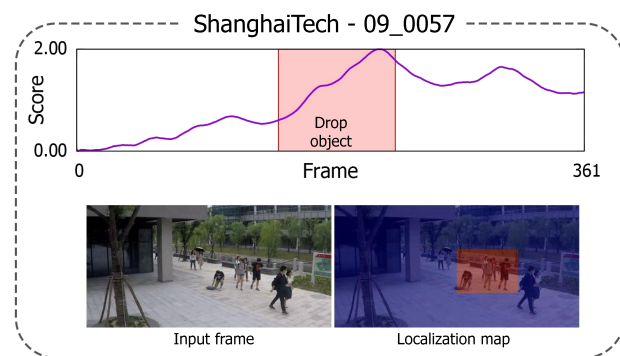 ShanghaiTech - 09_0057
2.00
Score
0.00
Drop
object
0
Frame
361
Input frame
Localization map